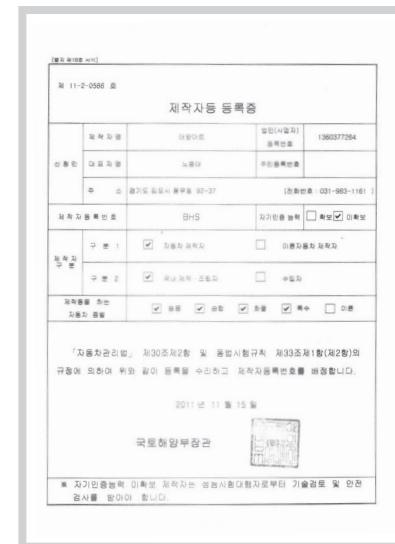 [별지 제18호 서식]
제 11-2-0566 호
제작자등 등록증
신청인
제작자명
법인(사업자)등록번호
1360377264
대표자명
주민등록번호
주 소
경기도 김포시 92-37
(전화번호 : 031-983-1161 )
제작자등록번호
BHS
자기인증 능력
확보 ✔ 미확보
제작자 구분
구 분 1
✔ 자동차 제작자
이륜자동차 제작자
구 분 2
✔ 국내 제작·조립자
수입자
제작등을 하는 자동차 종별
✔ 승용 ✔ 승합 ✔ 화물 ✔ 특수 이륜
「자동차관리법」 제30조제2항 및 동법시행규칙 제33조제1항(제2항)의
규정에 의하여 위와 같이 등록을 수리하고 제작자등록번호를 배정합니다.
2011 년 11 월 15 일
국토해양부장관
※ 자기인증능력 미확보 제작자는 성능시험대행자로부터 기술검토 및 안전
검사를 받아야 합니다.